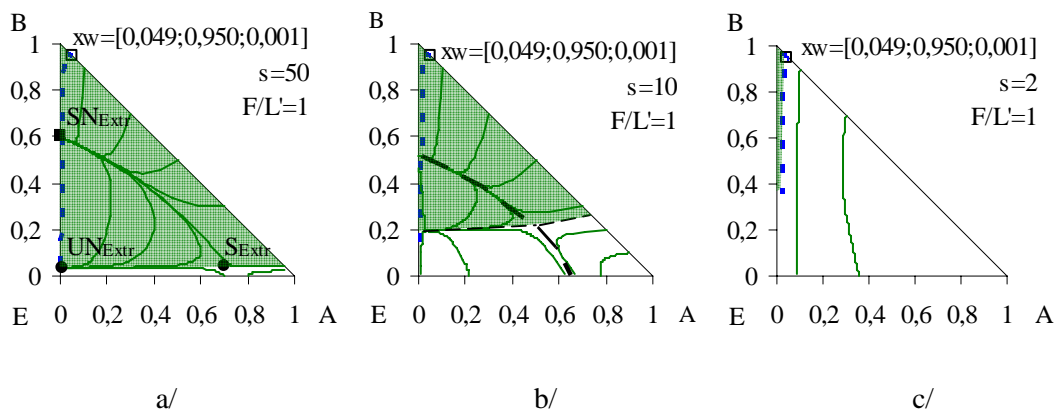 B
xw=[0,049;0,950;0,001]
s=50
F/L'=1
1
0,8
0,6
0,4
0,2
0
SNExtr
UNExtr
SExtr
E 0 0,2 0,4 0,6 0,8 1 A
a/
B
xw=[0,049;0,950;0,001]
s=10
F/L'=1
1
0,8
0,6
0,4
0,2
0
E 0 0,2 0,4 0,6 0,8 1 A
b/
B
xw=[0,049;0,950;0,001]
s=2
F/L'=1
1
0,8
0,6
0,4
0,2
0
E 0 0,2 0,4 0,6 0,8 1 A
c/